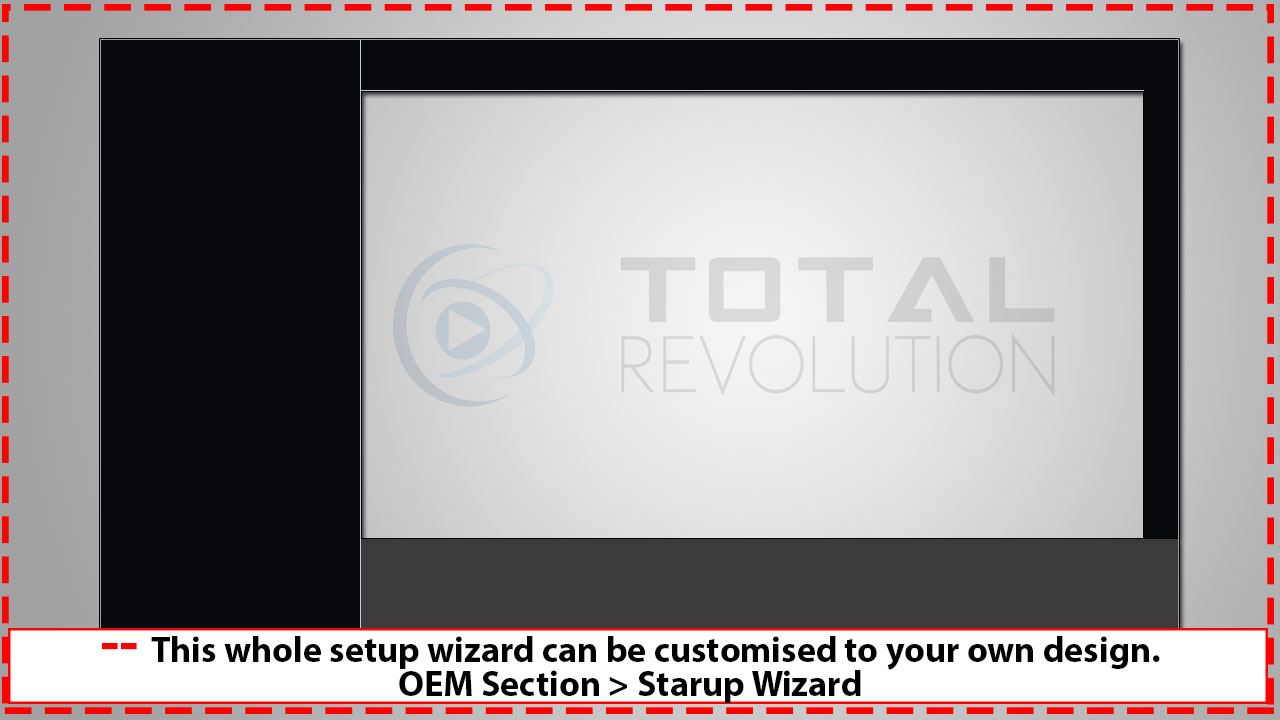 TOTAL
REVOLUTION
-- This whole setup wizard can be customised to your own design.
OEM Section > Starup Wizard